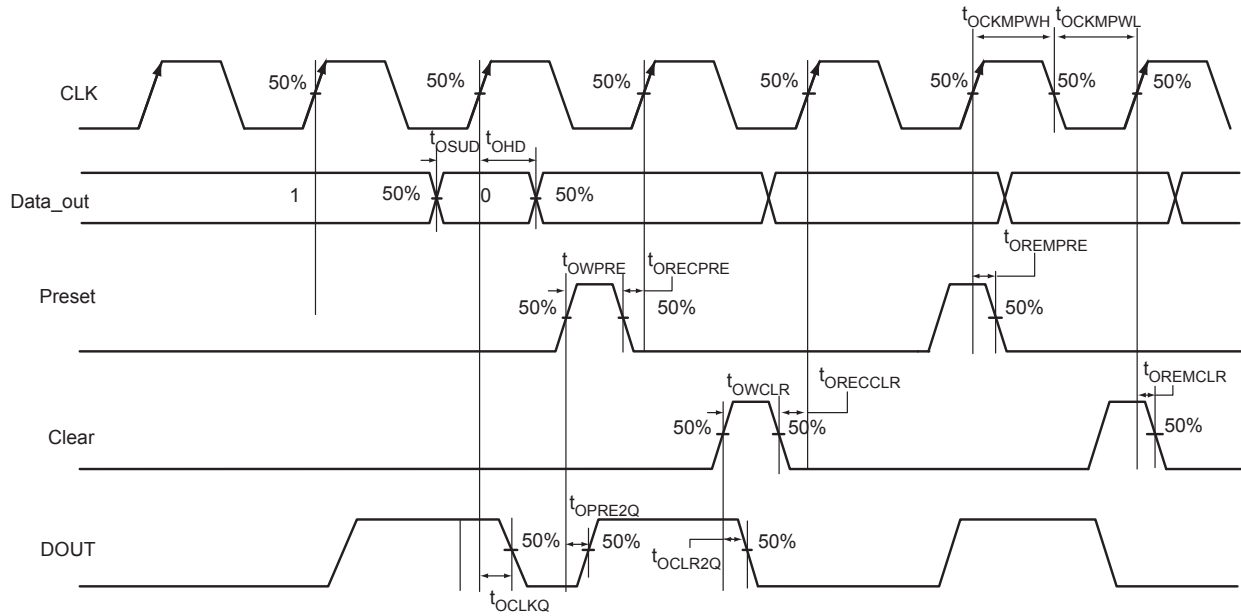 tOCKMPWH tOCKMPWL
CLK 50% 50% 50% 50% 50% 50% 50%
tOSUD tOHD
Data_out 1 50% 0 50%
tOREMPRE
tOWPRE tORECPRE
Preset 50% 50% 50%
tOWCLR tORECCLR tOREMCLR
Clear 50% 50% 50%
tOPRE2Q
DOUT 50% 50% 50%
tOCLR2Q
tOCLKQ